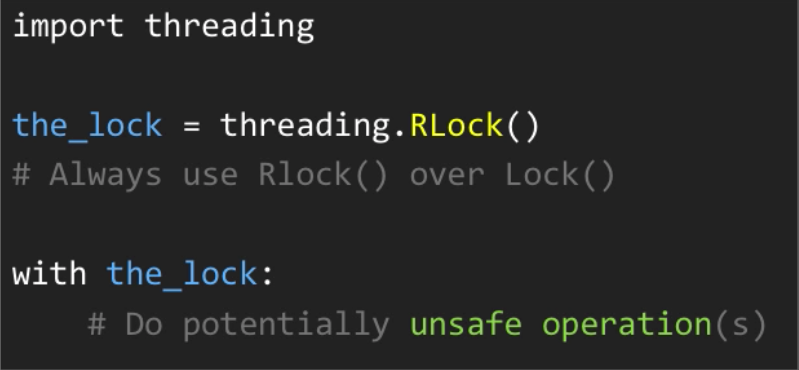 import threading
the_lock = threading.RLock()
# Always use Rlock() over Lock()
with the_lock:
# Do potentially unsafe operation(s)